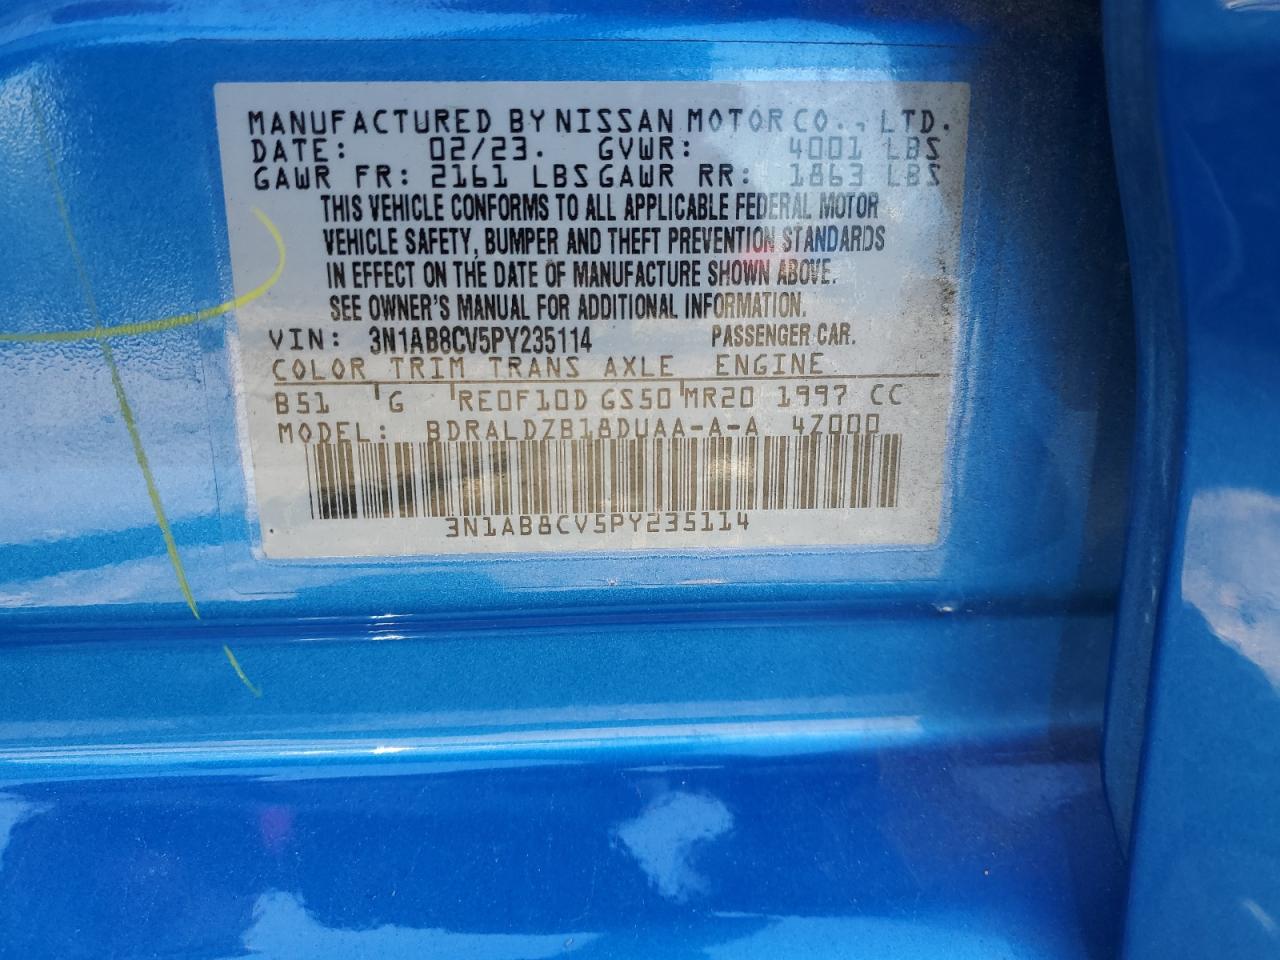 MANUFACTURED BY NISSAN MOTOR CO., LTD.
DATE: 02/23. GVWR: 4001 LBS
GAWR FR: 2161 LBS GAWR RR: 1863 LBS
THIS VEHICLE CONFORMS TO ALL APPLICABLE FEDERAL MOTOR
VEHICLE SAFETY, BUMPER AND THEFT PREVENTION STANDARDS
IN EFFECT ON THE DATE OF MANUFACTURE SHOWN ABOVE.
SEE OWNER'S MANUAL FOR ADDITIONAL INFORMATION.
VIN: 3N1AB8CV5PY235114 PASSENGER CAR.
COLOR TRIM TRANS AXLE ENGINE
B51 G RE0F10D GS50 MR20 1997 CC
MODEL: BDRALDZB18DUAA-A-A 4Z000
3N1AB8CV5PY235114